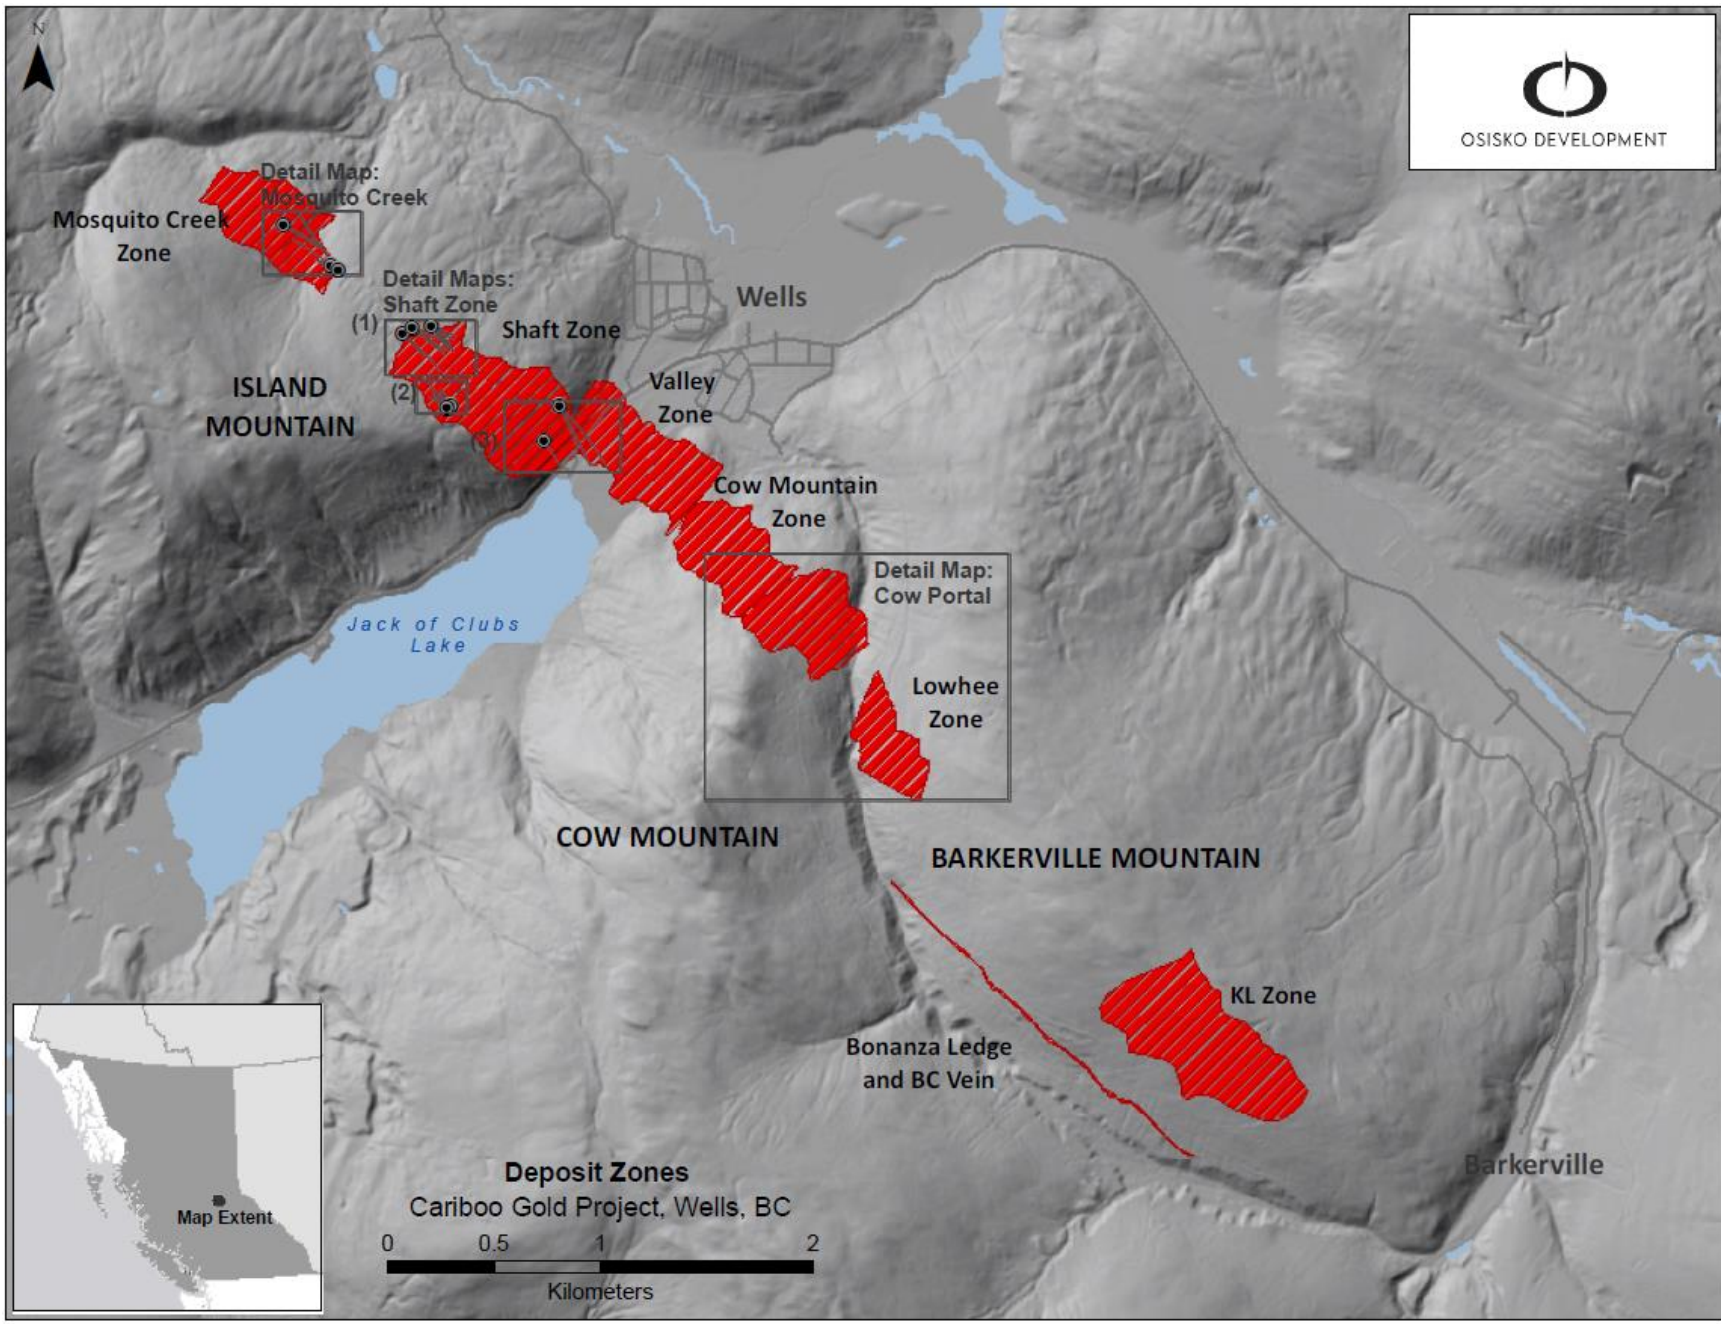 N
OSISKO DEVELOPMENT
Detail Map:
Mosquito Creek
Mosquito Creek
Zone
Detail Maps:
Shaft Zone
(1)
Shaft Zone
Wells
(2)
(3)
ISLAND
MOUNTAIN
Valley
Zone
Cow Mountain
Zone
Detail Map:
Cow Portal
Jack of Clubs
Lake
Lowhee
Zone
COW MOUNTAIN
BARKERVILLE MOUNTAIN
KL Zone
Bonanza Ledge
and BC Vein
Barkerville
Map Extent
Deposit Zones
Cariboo Gold Project, Wells, BC
0 0.5 1 2
Kilometers